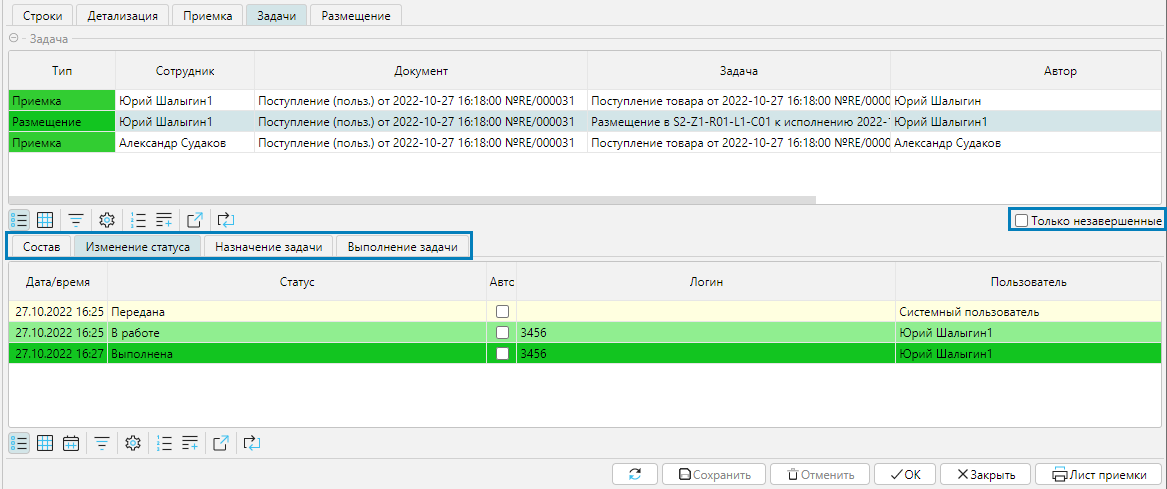 Строки Детализация Приемка Задачи Размещение
Задача
Тип Сотрудник Документ Задача Автор
Приемка Юрий Шалыгин1 Поступление (польз.) от 2022-10-27 16:18:00 №RE/000031 Поступление товара от 2022-10-27 16:18:00 №RE/0000 Юрий Шалыгин
Размещение Юрий Шалыгин1 Поступление (польз.) от 2022-10-27 16:18:00 №RE/000031 Размещение в S2-Z1-R01-L1-C01 к исполнению 2022- Юрий Шалыгин1
Приемка Александр Судаков Поступление (польз.) от 2022-10-27 16:18:00 №RE/000031 Поступление товара от 2022-10-27 16:18:00 №RE/0000 Александр Судаков
Только незавершенные
Состав Изменение статуса Назначение задачи Выполнение задачи
Дата/время Статус Авто Логин Пользователь
27.10.2022 16:25 Передана Системный пользователь
27.10.2022 16:25 В работе 3456 Юрий Шалыгин1
27.10.2022 16:27 Выполнена 3456 Юрий Шалыгин1
Сохранить Отменить OK Закрыть Лист приемки